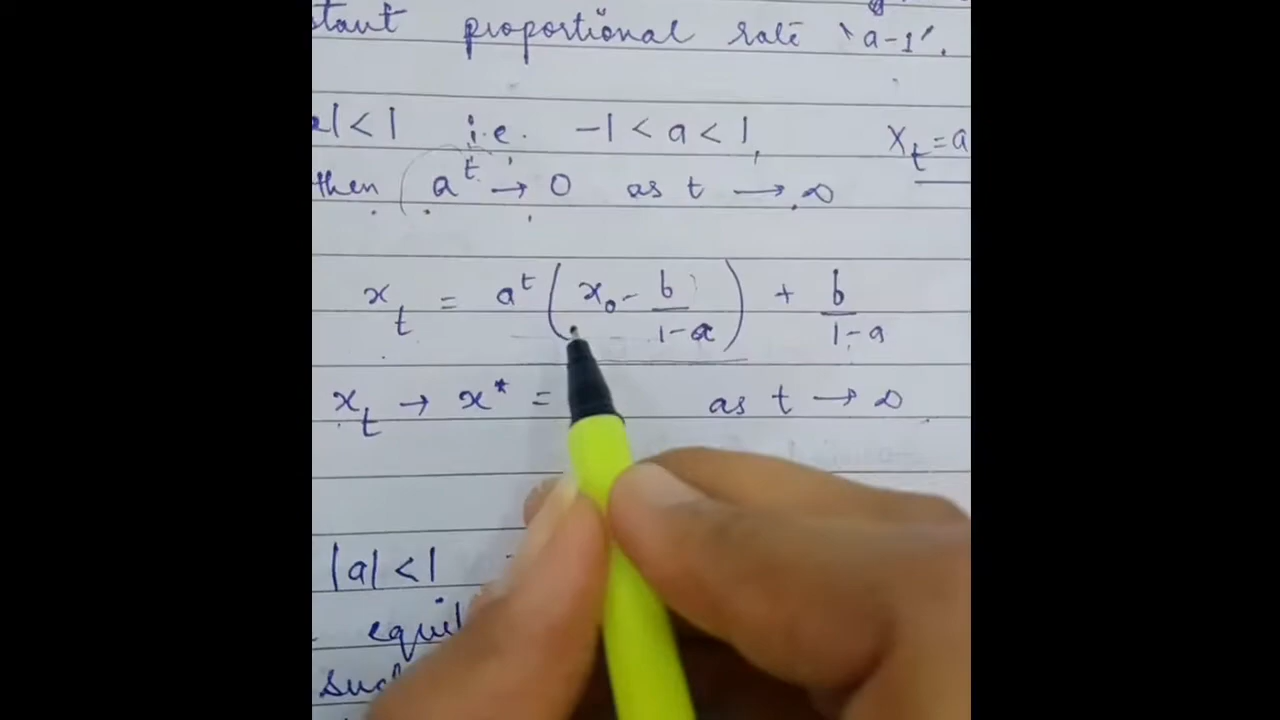 stant proportional rate 'a-1'.
|a| < 1 i.e. -1 < a < 1,
X_t = a
then a^t → 0 as t → ∞
x_t = a^t ( x_0 - b/(1-a) ) + b/(1-a)
x_t → x* = as t → ∞
|a| < 1
equil
suc